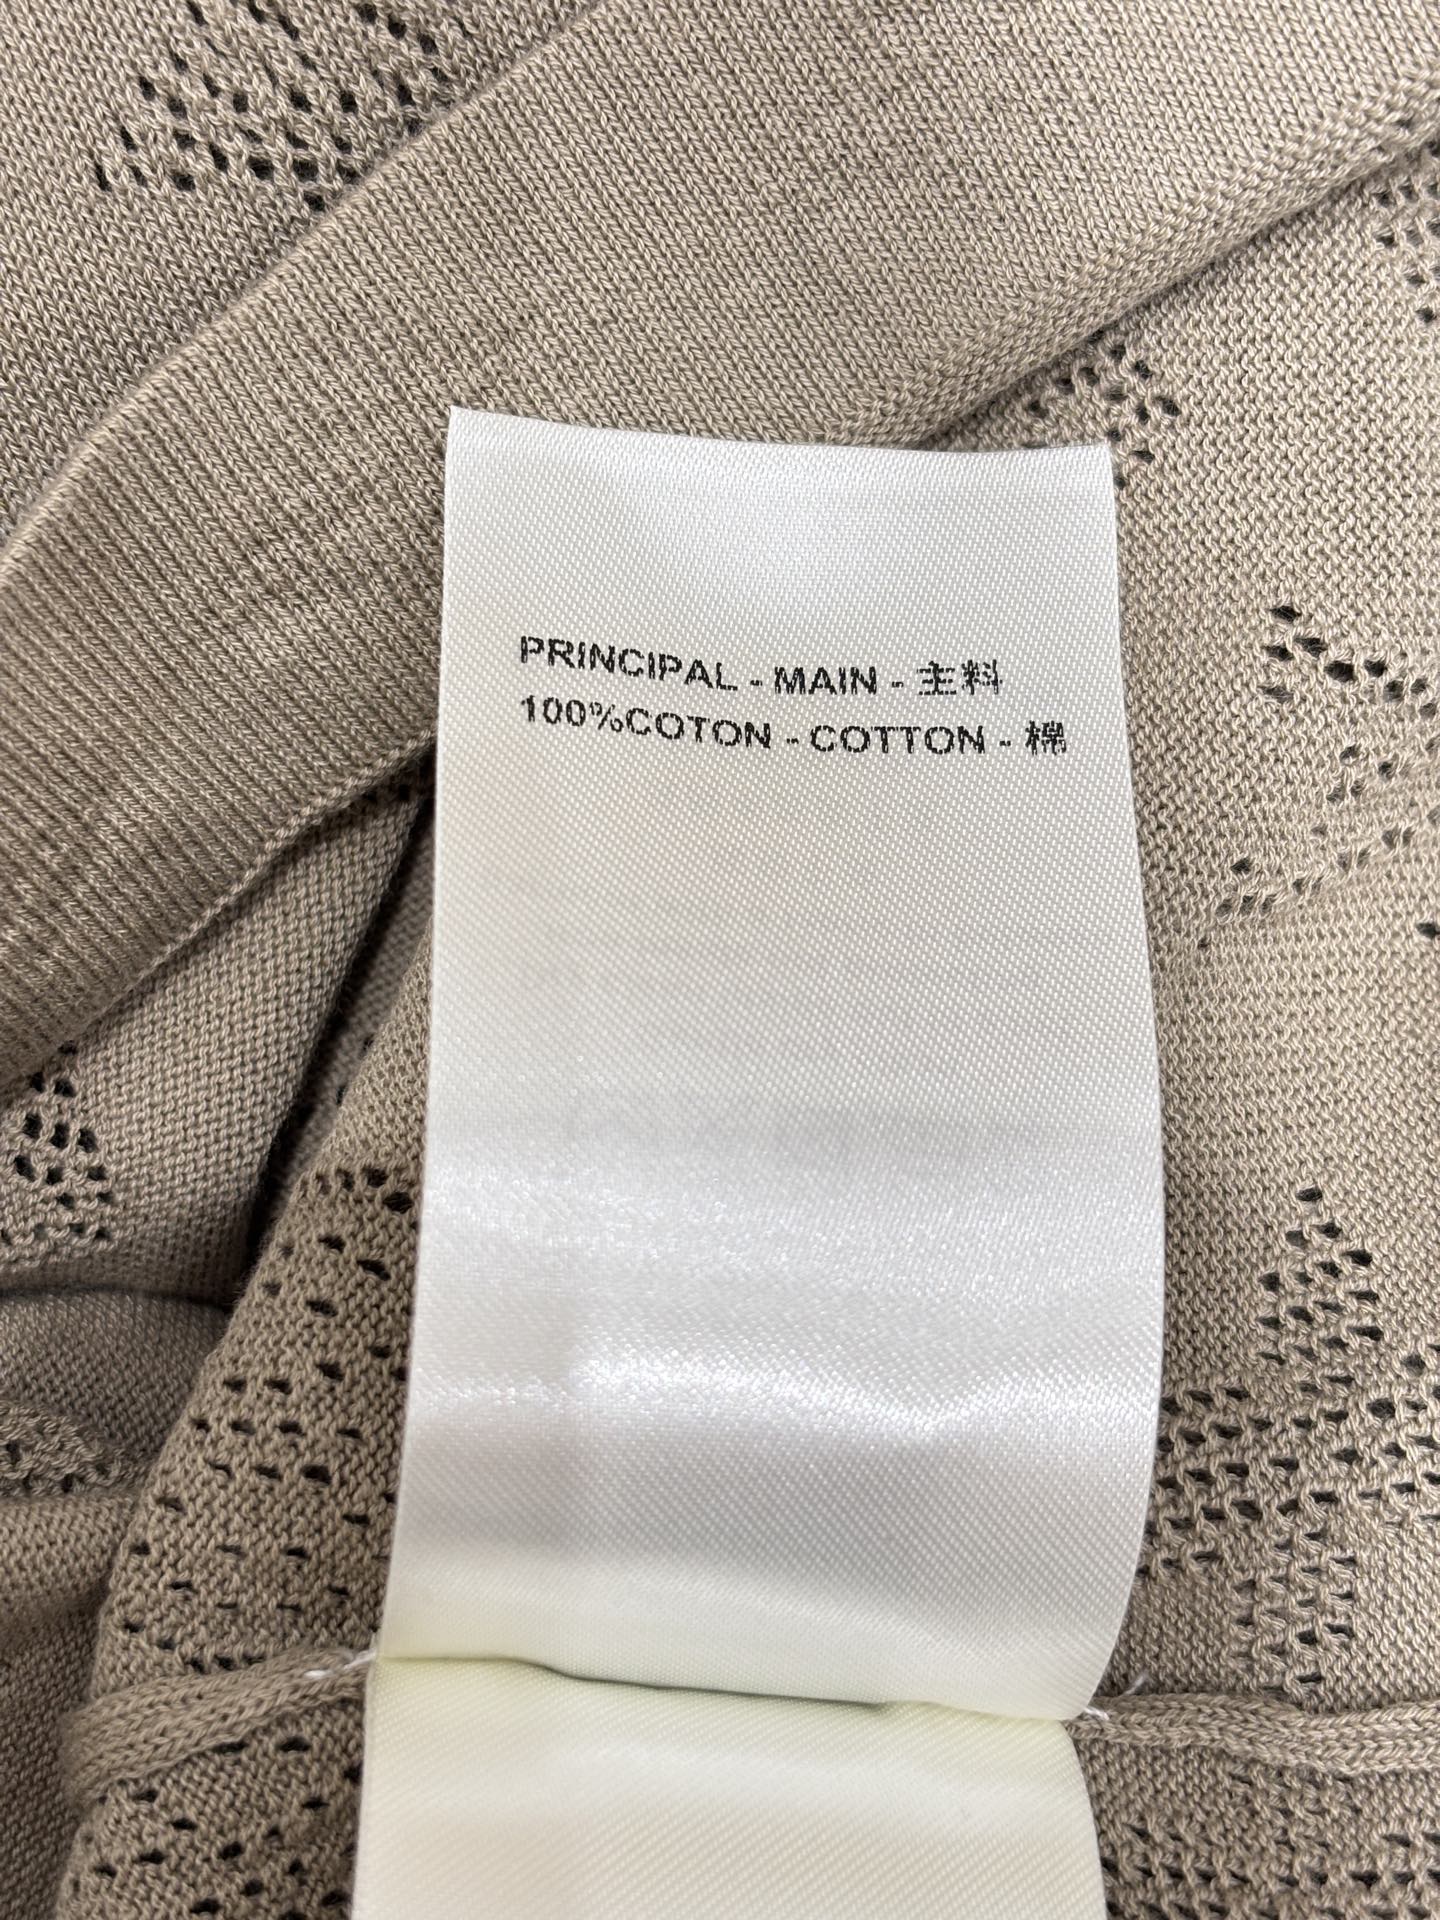 PRINCIPAL - MAIN - 主料
100%COTON - COTTON - 棉